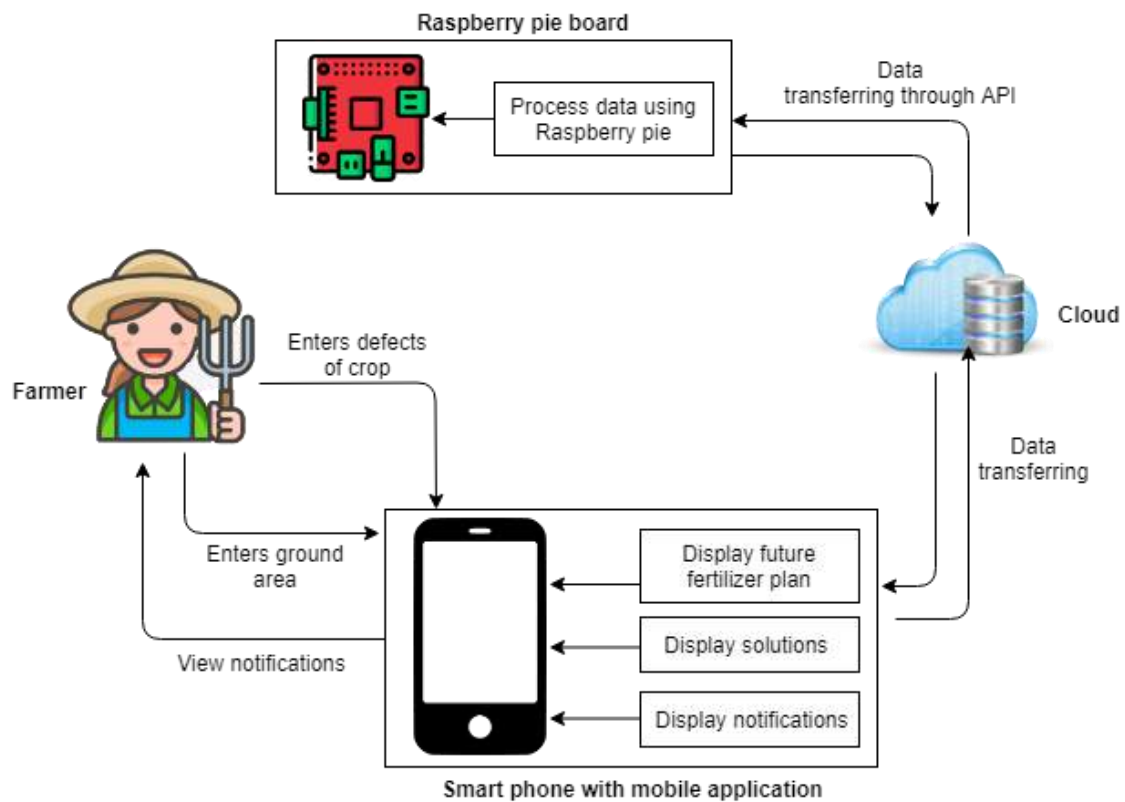 Raspberry pie board
Process data using
Raspberry pie
Data
transferring through API
Cloud
Enters defects
of crop
Farmer
Data
transferring
Enters ground
area
View notifications
Display future
fertilizer plan
Display solutions
Display notifications
Smart phone with mobile application